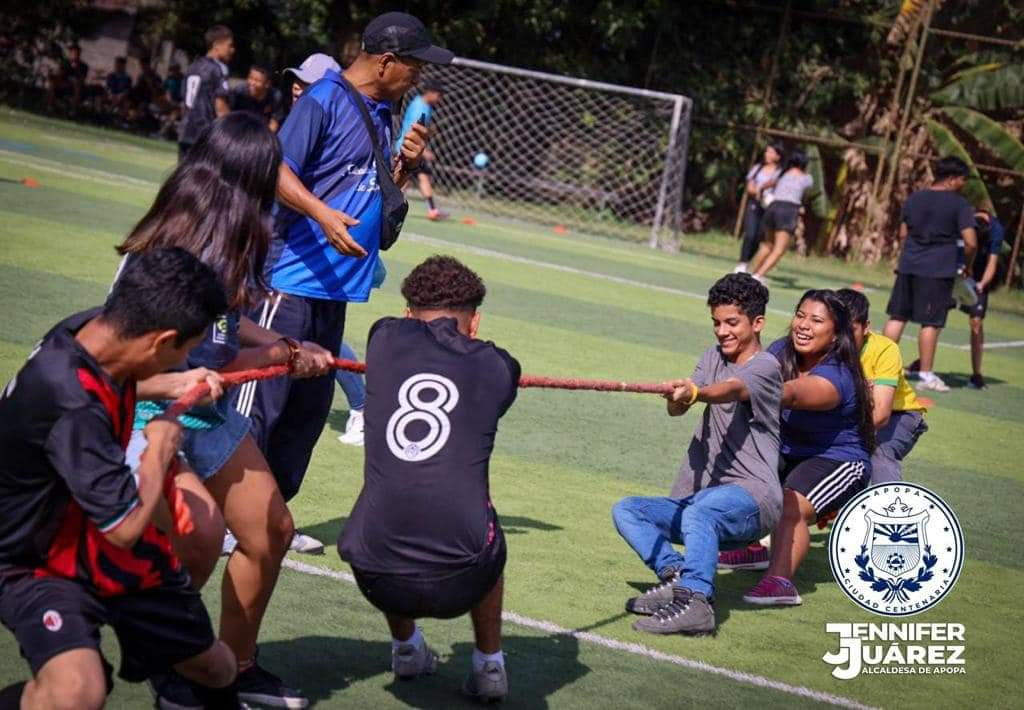 8
APOPA
CIUDAD CENTENARIA
JENNIFER
JUÁREZ
ALCALDESA DE APOPA